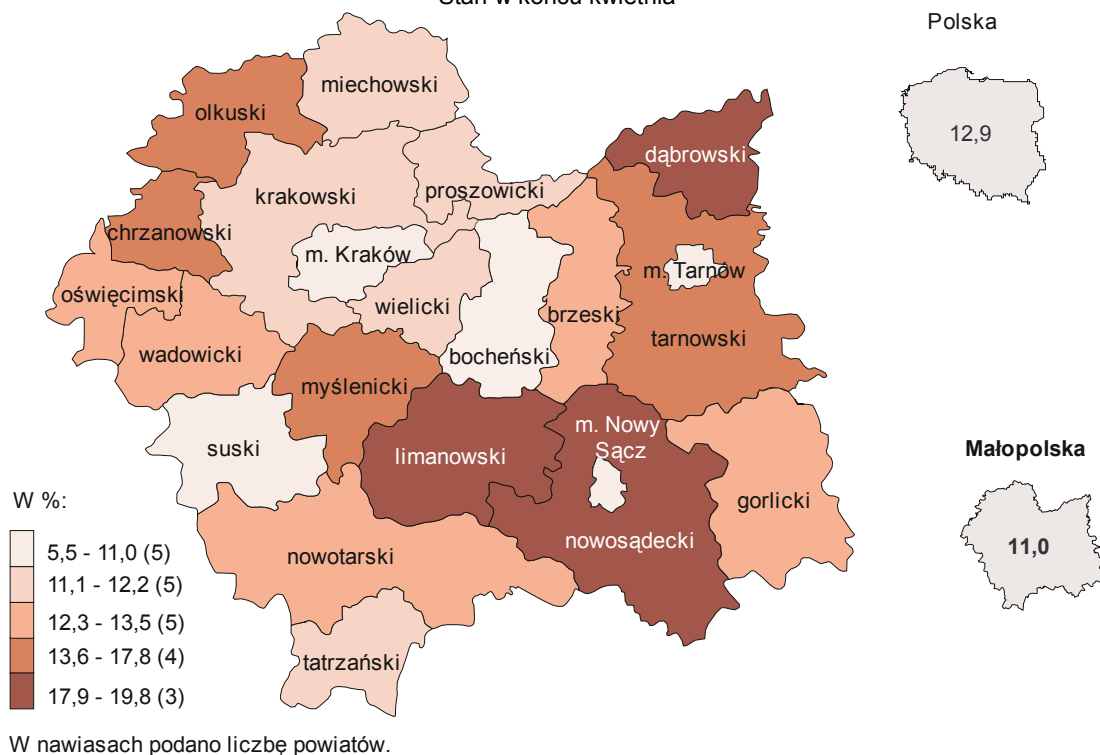 Stan w końcu kwietnia
Polska
12,9
miechowski
olkuski
dąbrowski
krakowski
proszowicki
chrzanowski
m. Kraków
m. Tarnów
oświęcimski
wielicki
brzeski
tarnowski
wadowicki
bocheński
myślenicki
m. Nowy
Sącz
suski
limanowski
Małopolska
11,0
gorlicki
nowosądecki
nowotarski
tatrzański
W %:
5,5 - 11,0 (5)
11,1 - 12,2 (5)
12,3 - 13,5 (5)
13,6 - 17,8 (4)
17,9 - 19,8 (3)
W nawiasach podano liczbę powiatów.